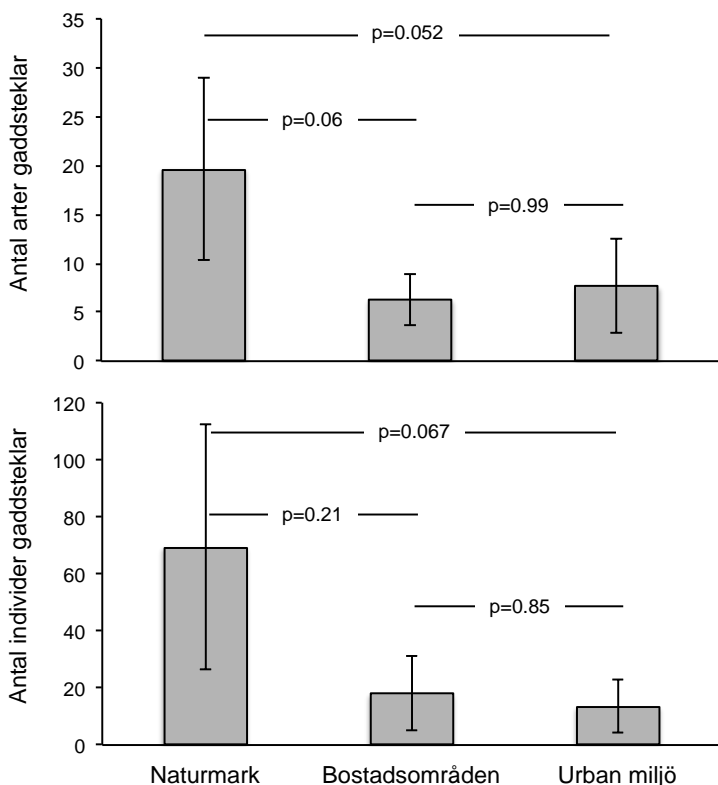 Antal arter gaddsteklar
35
30
25
20
15
10
5
0
p=0.052
p=0.06
p=0.99
Antal individer gaddsteklar
120
100
80
60
40
20
0
p=0.067
p=0.21
p=0.85
Naturmark Bostadsområden Urban miljö